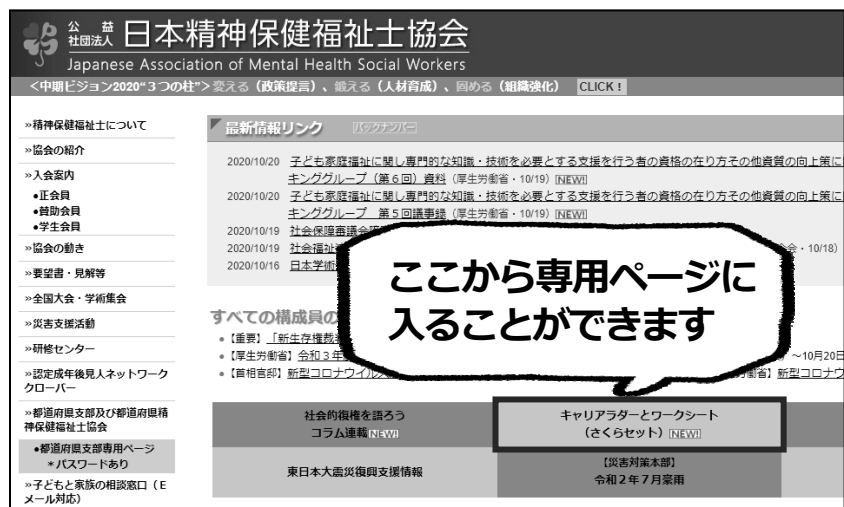 公益
社団法人 日本精神保健福祉士協会
Japanese Association of Mental Health Social Workers
＜中期ビジョン2020“３つの柱”＞変える（政策提言）、鍛える（人材育成）、固める（組織強化） CLICK！
»精神保健福祉士について
»協会の紹介
»入会案内
●正会員
●賛助会員
●学生会員
»協会の動き
»要望書・見解等
»全国大会・学術集会
»災害支援活動
»研修センター
»認定成年後見人ネットワーク
クローバー
»都道府県支部及び都道府県精
神保健福祉士協会
●都道府県支部専用ページ
＊パスワードあり
»子どもと家族の相談窓口（Ｅ
メール対応）
最新情報リンク バックナンバー
2020/10/20 子ども家庭福祉に関し専門的な知識・技術を必要とする支援を行う者の資格の在り方その他資質の向上策に
キンググループ（第６回）資料（厚生労働省・10/19）NEW!
2020/10/20 子ども家庭福祉に関し専門的な知識・技術を必要とする支援を行う者の資格の在り方その他資質の向上策に
キンググループ 第５回議事録（厚生労働省・10/19）NEW!
2020/10/19 社会保障審議会
2020/10/19 社会福祉 会・10/18）
2020/10/16 日本学術
ここから専用ページに
入ることができます
すべての構成員の
●【重要】「新生存権裁
●【厚生労働省】令和３年 ～10月20日
●【首相官邸】新型コロナウイルス 働省】新型コロナウ
社会的復権を語ろう
コラム連載NEW!
キャリアラダーとワークシート
（さくらセット）NEW!
東日本大震災復興支援情報
【災害対策本部】
令和２年７月豪雨